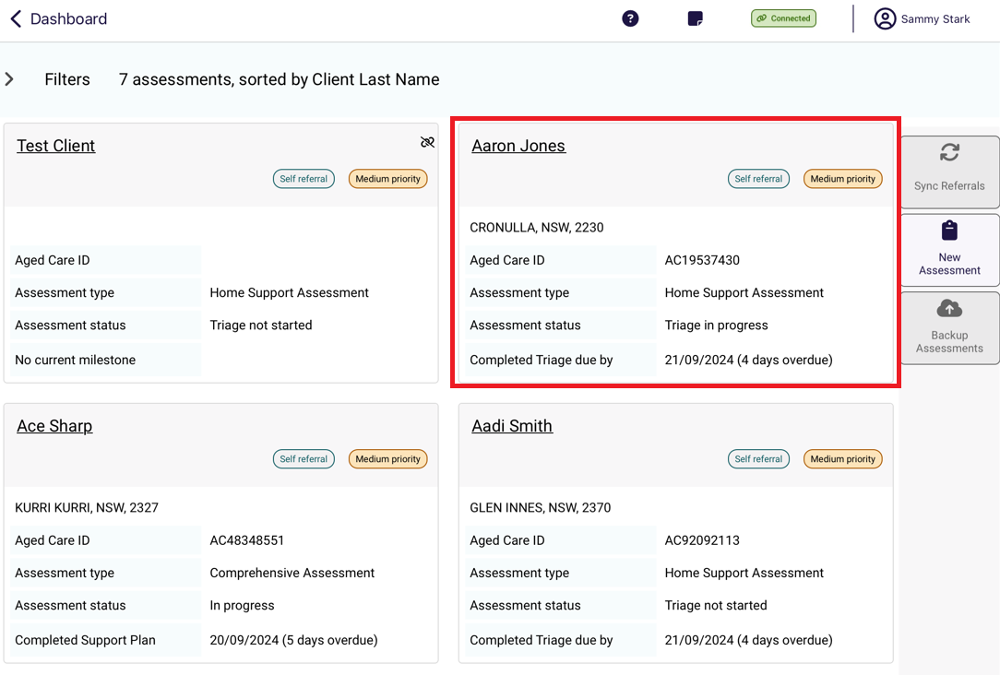 Dashboard
?
Connected
Sammy Stark
Filters
7 assessments, sorted by Client Last Name
Test Client
Self referral
Medium priority
Aged Care ID
Assessment type Home Support Assessment
Assessment status Triage not started
No current milestone
Aaron Jones
Self referral
Medium priority
CRONULLA, NSW, 2230
Aged Care ID AC19537430
Assessment type Home Support Assessment
Assessment status Triage in progress
Completed Triage due by 21/09/2024 (4 days overdue)
Sync Referrals
New
Assessment
Backup
Assessments
Ace Sharp
Self referral
Medium priority
KURRI KURRI, NSW, 2327
Aged Care ID AC48348551
Assessment type Comprehensive Assessment
Assessment status In progress
Completed Support Plan 20/09/2024 (5 days overdue)
Aadi Smith
Self referral
Medium priority
GLEN INNES, NSW, 2370
Aged Care ID AC92092113
Assessment type Home Support Assessment
Assessment status Triage not started
Completed Triage due by 21/09/2024 (4 days overdue)